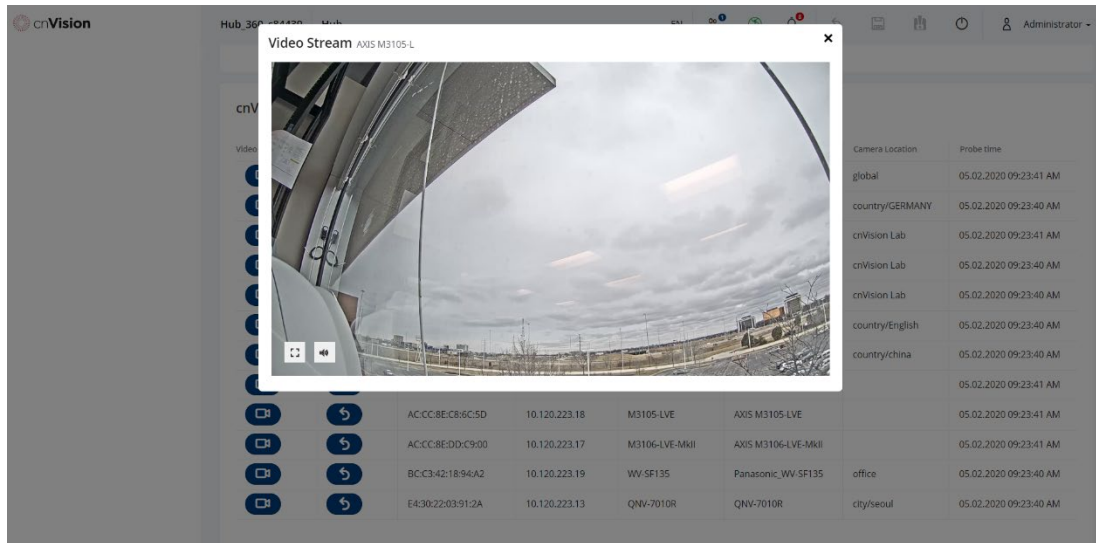 cnVision
Hub_360_c84430 Hub EN Administrator
Video Stream AXIS M3105-L
cnV
Video Camera Location Probe time
global 05.02.2020 09:23:41 AM
country/GERMANY 05.02.2020 09:23:40 AM
cnVision Lab 05.02.2020 09:23:41 AM
cnVision Lab 05.02.2020 09:23:40 AM
cnVision Lab 05.02.2020 09:23:40 AM
country/English 05.02.2020 09:23:40 AM
country/china 05.02.2020 09:23:40 AM
05.02.2020 09:23:41 AM
AC:CC:8E:C8:6C:5D 10.120.223.18 M3105-LVE AXIS M3105-LVE 05.02.2020 09:23:41 AM
AC:CC:8E:DD:C9:00 10.120.223.17 M3106-LVE-MkII AXIS M3106-LVE-MkII 05.02.2020 09:23:41 AM
BC:C3:42:18:94:A2 10.120.223.19 WV-SF135 Panasonic_WV-SF135 office 05.02.2020 09:23:40 AM
E4:30:22:03:91:2A 10.120.223.13 QNV-7010R QNV-7010R city/seoul 05.02.2020 09:23:40 AM